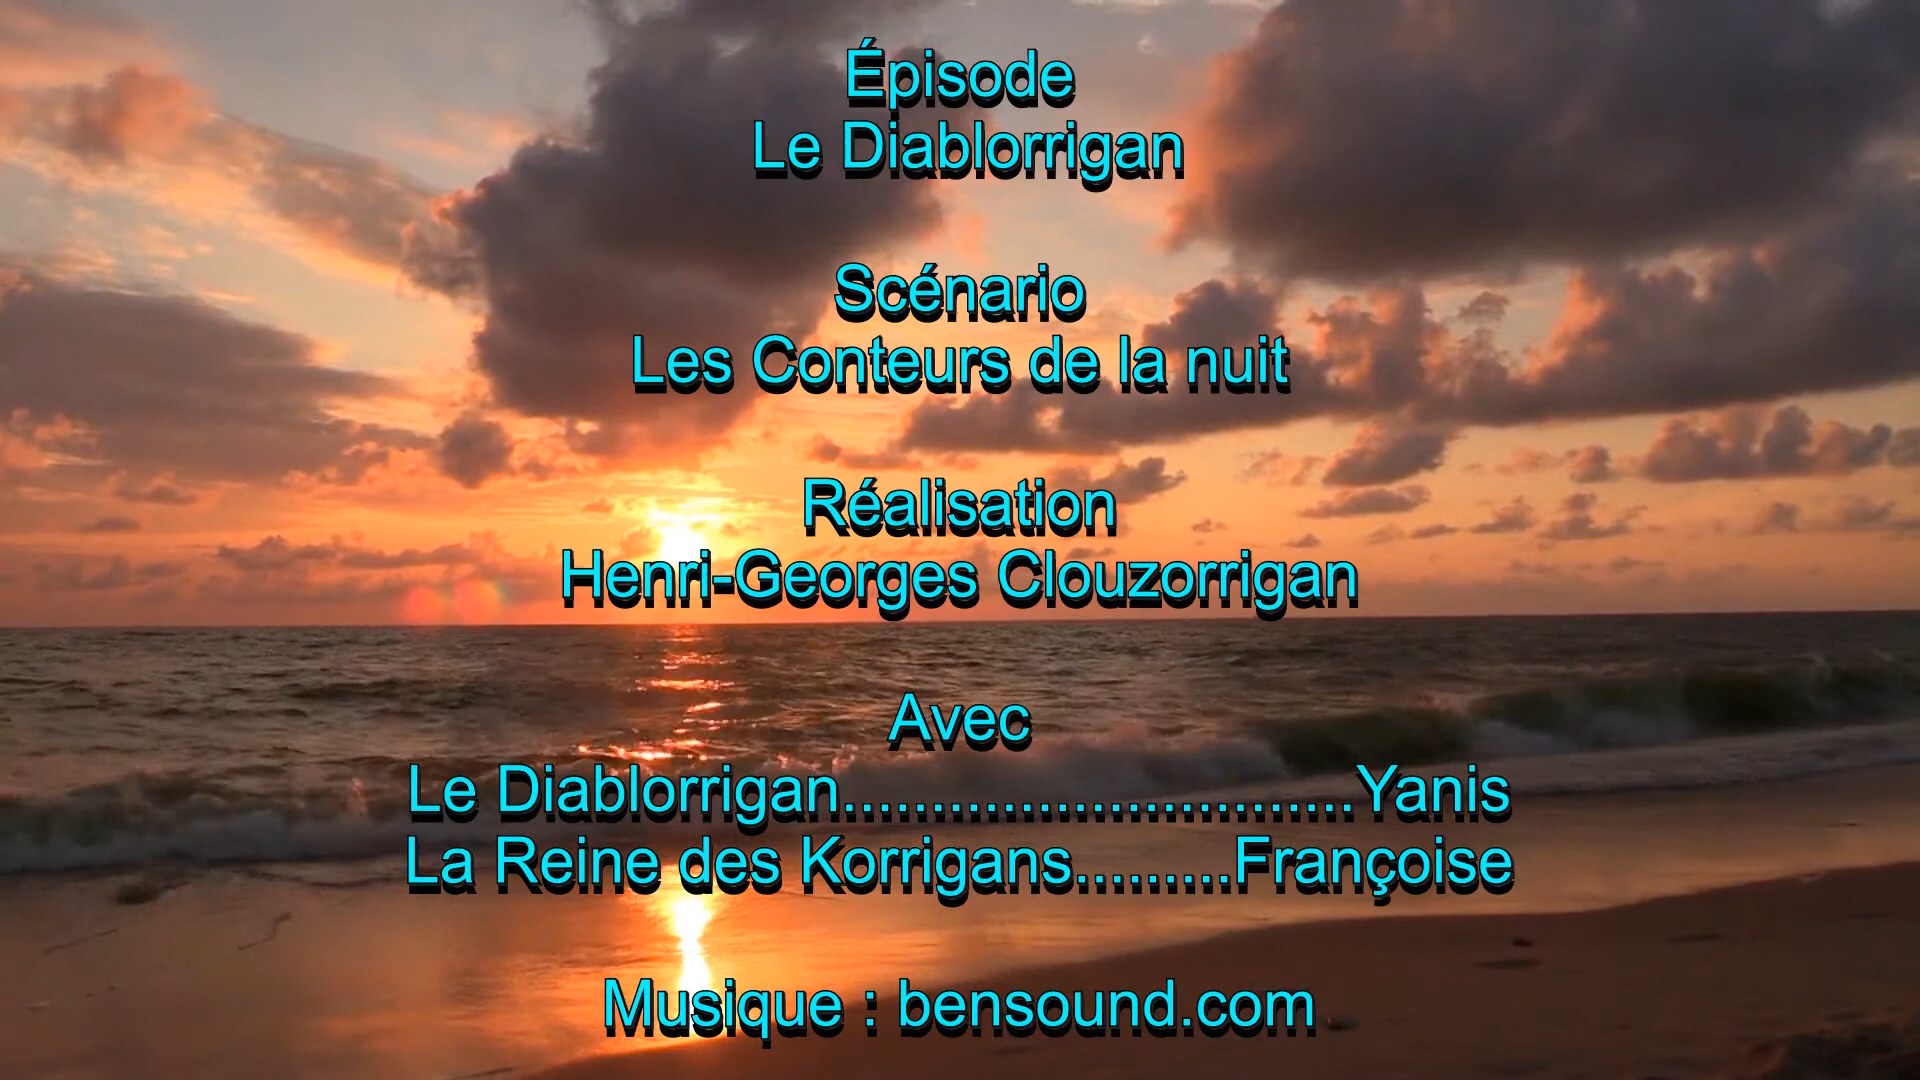 Épisode
Le Diablorrigan
Scénario
Les Conteurs de la nuit
Réalisation
Henri-Georges Clouzorrigan
Avec
Le Diablorrigan.............................Yanis
La Reine des Korrigans.........Françoise
Musique : bensound.com